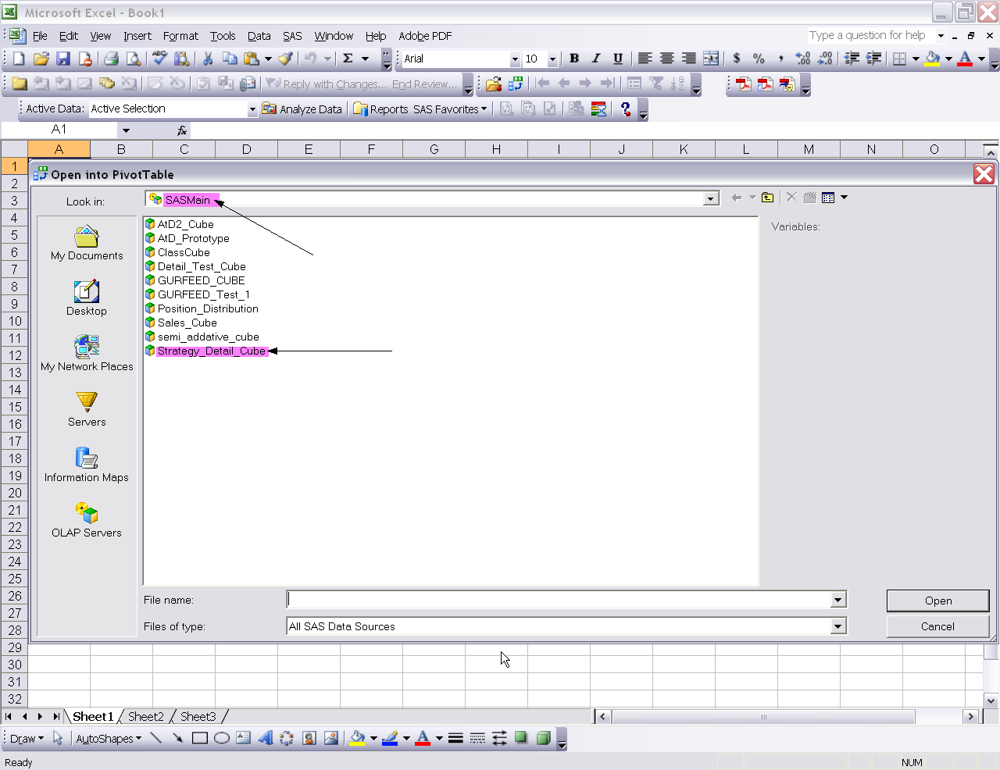 Microsoft Excel - Book1
File Edit View Insert Format Tools Data SAS Window Help Adobe PDF Type a question for help
Arial 10 B I U $ % ,
Reply with Changes... End Review...
Active Data: Active Selection Analyze Data Reports SAS Favorites
A1 fx
A B C D E F G H I J K L M N O
1
Open into PivotTable
2
3
Look in: SASMain
Variables:
4
AtD2_Cube
5
AtD_Prototype
My Documents
6
ClassCube
7
Detail_Test_Cube
8
GURFEED_CUBE
9
GURFEED_Test_1
Desktop
10
Position_Distribution
Sales_Cube
11
semi_addative_cube
12
Strategy_Detail_Cube
My Network Places
13
14
15
16
Servers
17
18
19
Information Maps
20
21
22
OLAP Servers
23
24
25
26
File name:
Open
27
28
Files of type: All SAS Data Sources
Cancel
29
30
31
32
Sheet1 Sheet2 Sheet3
Draw AutoShapes
Ready NUM